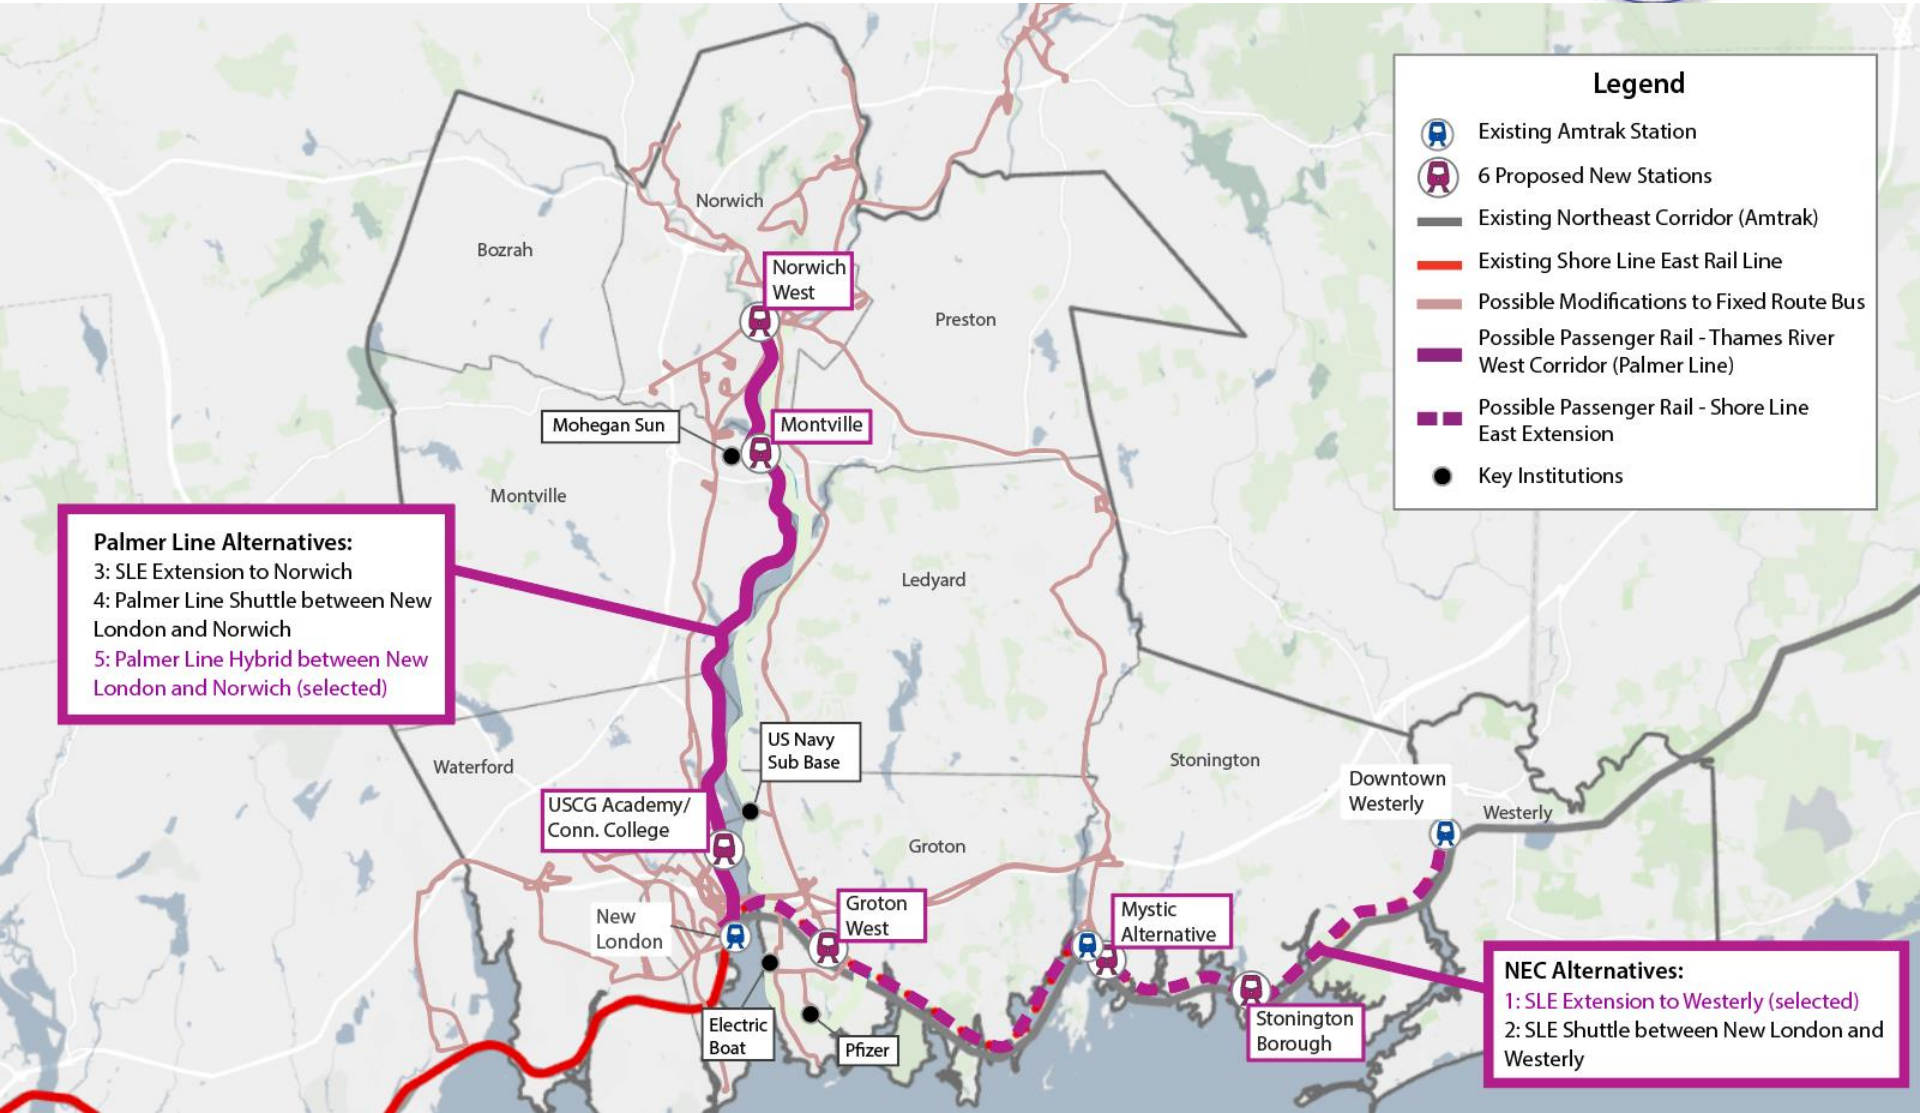 Legend
Existing Amtrak Station
6 Proposed New Stations
Existing Northeast Corridor (Amtrak)
Existing Shore Line East Rail Line
Possible Modifications to Fixed Route Bus
Possible Passenger Rail - Thames River
West Corridor (Palmer Line)
Possible Passenger Rail - Shore Line
East Extension
Key Institutions
Norwich
Bozrah
Norwich
West
Preston
Mohegan Sun
Montville
Montville
Palmer Line Alternatives:
3: SLE Extension to Norwich
4: Palmer Line Shuttle between New
London and Norwich
5: Palmer Line Hybrid between New
London and Norwich (selected)
Ledyard
US Navy
Sub Base
Waterford
Stonington
Downtown
Westerly
Westerly
USCG Academy/
Conn. College
Groton
New
London
Groton
West
Mystic
Alternative
Electric
Boat
Pfizer
Stonington
Borough
NEC Alternatives:
1: SLE Extension to Westerly (selected)
2: SLE Shuttle between New London and
Westerly